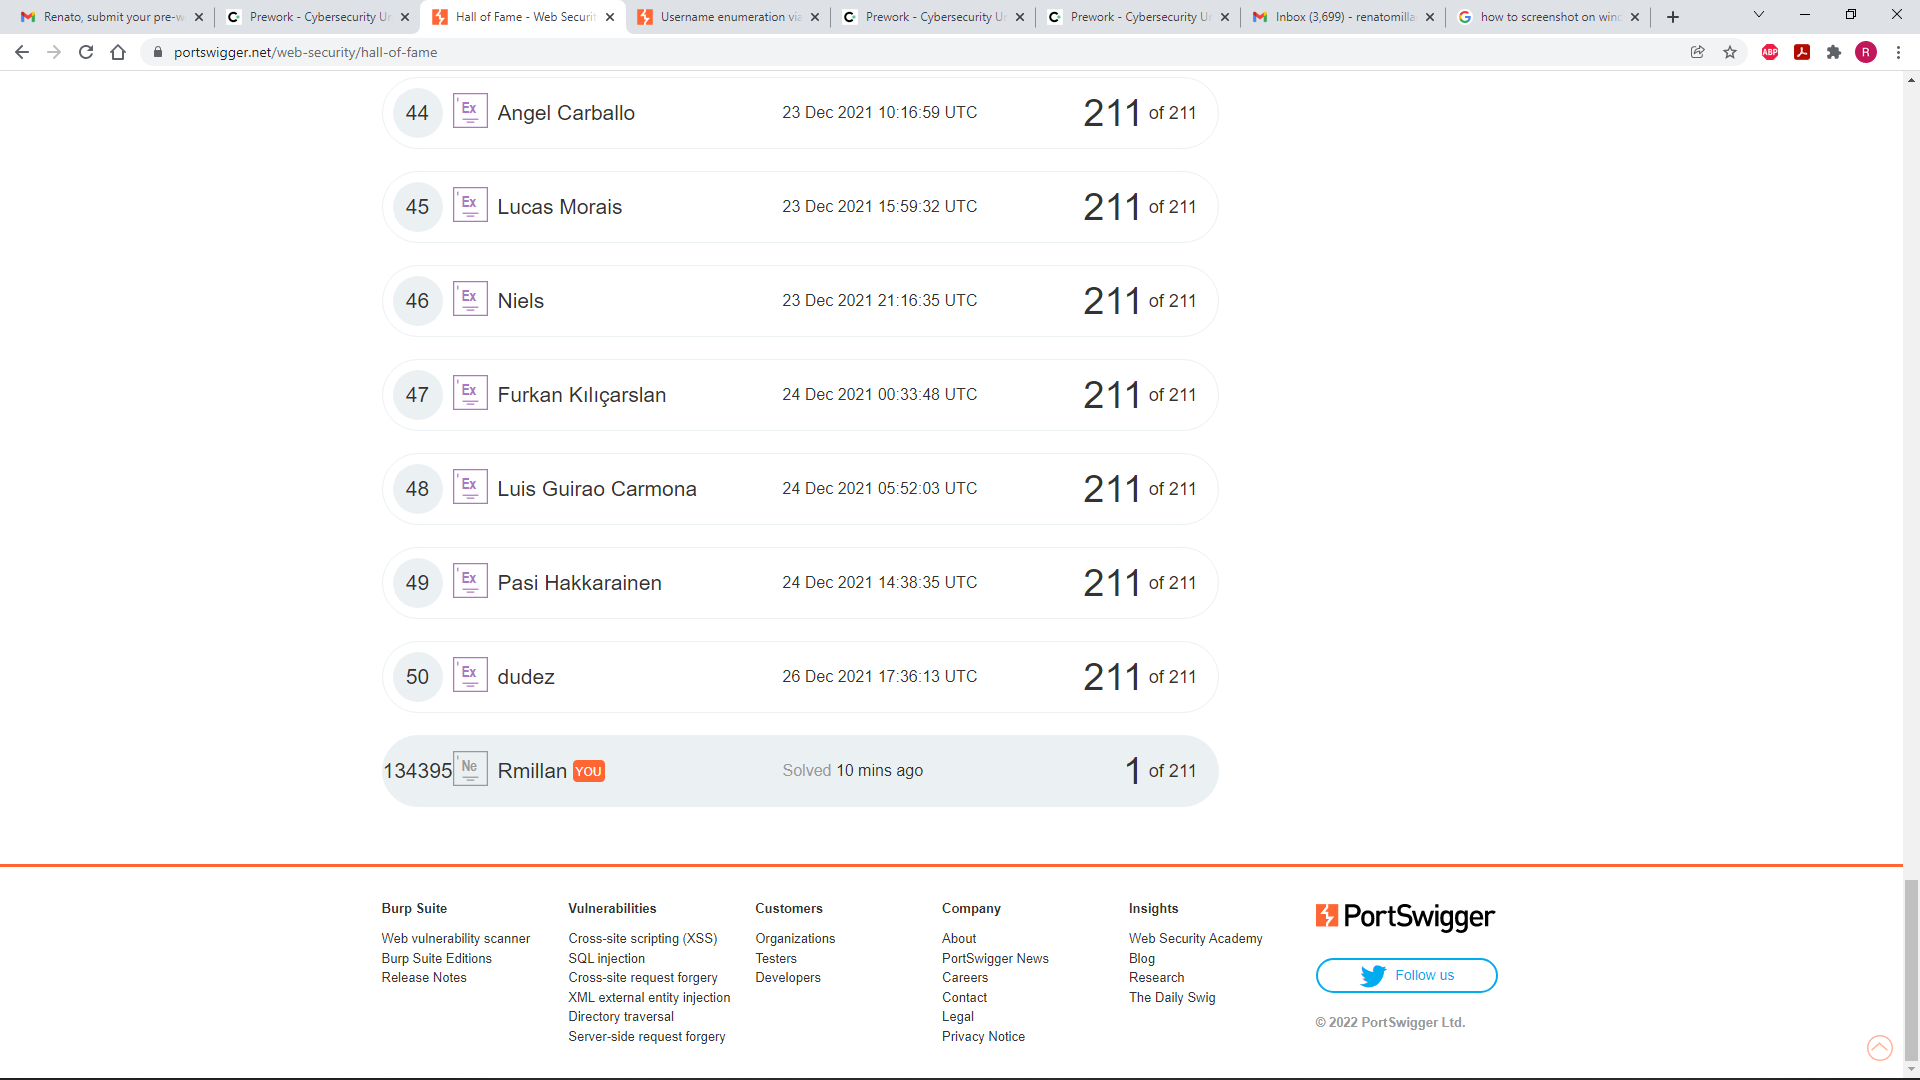 Renato, submit your pre-w
Prework - Cybersecurity Un
Hall of Fame - Web Securit
Username enumeration via
Prework - Cybersecurity Un
Prework - Cybersecurity Un
Inbox (3,699) - renatomilla
how to screenshot on wind
portswigger.net/web-security/hall-of-fame
ABP
R
44 Ex Angel Carballo 23 Dec 2021 10:16:59 UTC 211 of 211
45 Ex Lucas Morais 23 Dec 2021 15:59:32 UTC 211 of 211
46 Ex Niels 23 Dec 2021 21:16:35 UTC 211 of 211
47 Ex Furkan Kılıçarslan 24 Dec 2021 00:33:48 UTC 211 of 211
48 Ex Luis Guirao Carmona 24 Dec 2021 05:52:03 UTC 211 of 211
49 Ex Pasi Hakkarainen 24 Dec 2021 14:38:35 UTC 211 of 211
50 Ex dudez 26 Dec 2021 17:36:13 UTC 211 of 211
134395 Ne Rmillan YOU Solved 10 mins ago 1 of 211
Burp Suite
Web vulnerability scanner
Burp Suite Editions
Release Notes
Vulnerabilities
Cross-site scripting (XSS)
SQL injection
Cross-site request forgery
XML external entity injection
Directory traversal
Server-side request forgery
Customers
Organizations
Testers
Developers
Company
About
PortSwigger News
Careers
Contact
Legal
Privacy Notice
Insights
Web Security Academy
Blog
Research
The Daily Swig
PortSwigger
Follow us
© 2022 PortSwigger Ltd.